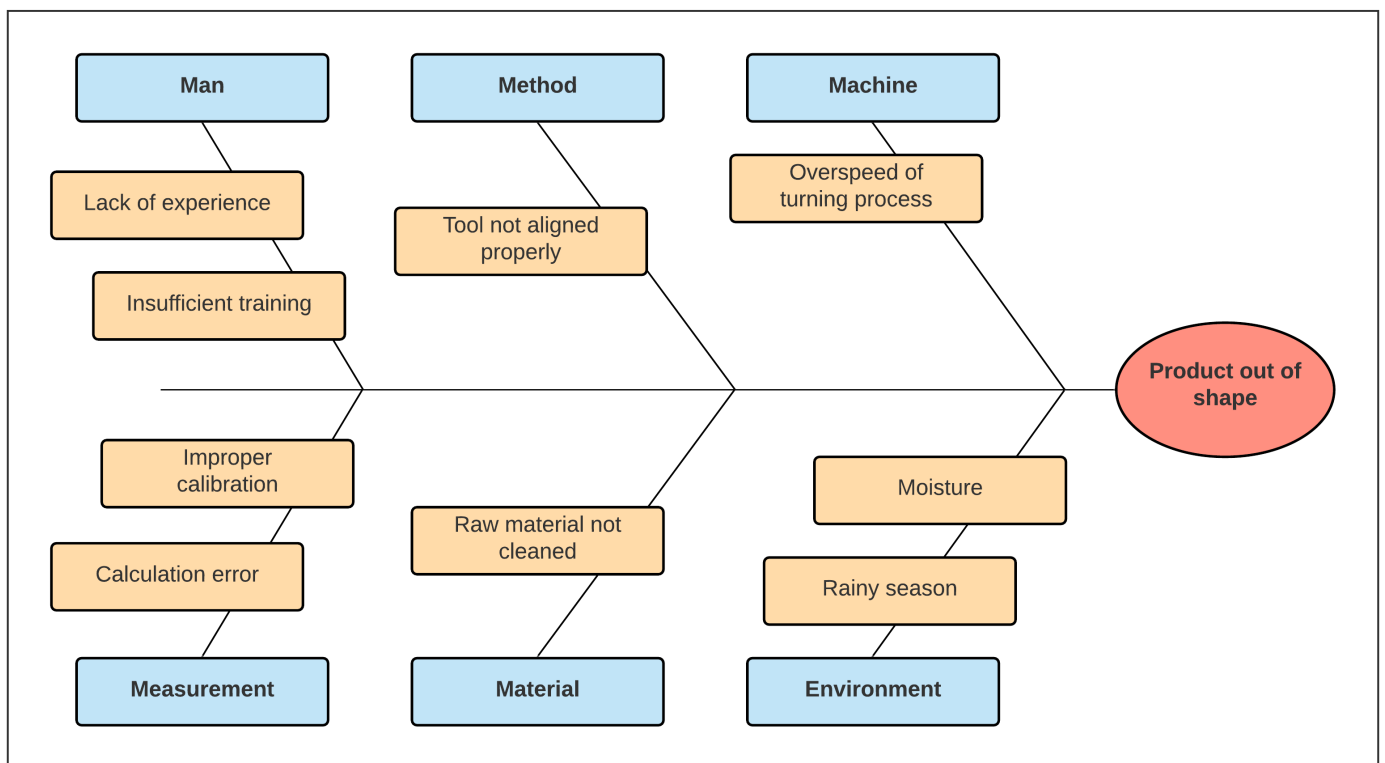 Man
Method
Machine
Overspeed of
turning process
Lack of experience
Tool not aligned
properly
Insufficient training
Product out of
shape
Improper
calibration
Moisture
Raw material not
cleaned
Calculation error
Rainy season
Measurement
Material
Environment